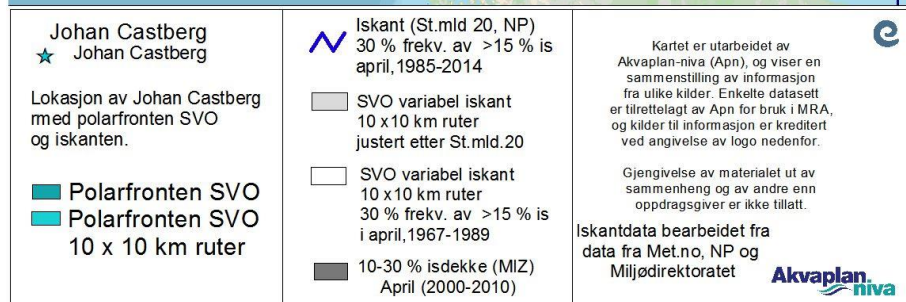 Johan Castberg
Johan Castberg
Lokasjon av Johan Castberg
med polarfronten SVO
og iskanten.
Polarfronten SVO
Polarfronten SVO
10 x 10 km ruter
Iskant (St.mld 20, NP)
30 % frekv. av >15 % is
april,1985-2014
SVO variabel iskant
10 x10 km ruter
justert etter St.mld.20
SVO variabel iskant
10 x10 km ruter
30 % frekv. av >15 % is
i april,1967-1989
10-30 % isdekke (MIZ)
April (2000-2010)
Kartet er utarbeidet av
Akvaplan-niva (Apn), og viser en
sammenstilling av informasjon
fra ulike kilder. Enkelte datasett
er tilrettelagt av Apn for bruk i MRA,
og kilder til informasjon er kreditert
ved angivelse av logo nedenfor.
Gjengivelse av materialet ut av
sammenheng og av andre enn
oppdragsgiver er ikke tillatt.
Iskantdata bearbeidet fra
data fra Met.no, NP og
Miljødirektoratet
Akvaplan
niva